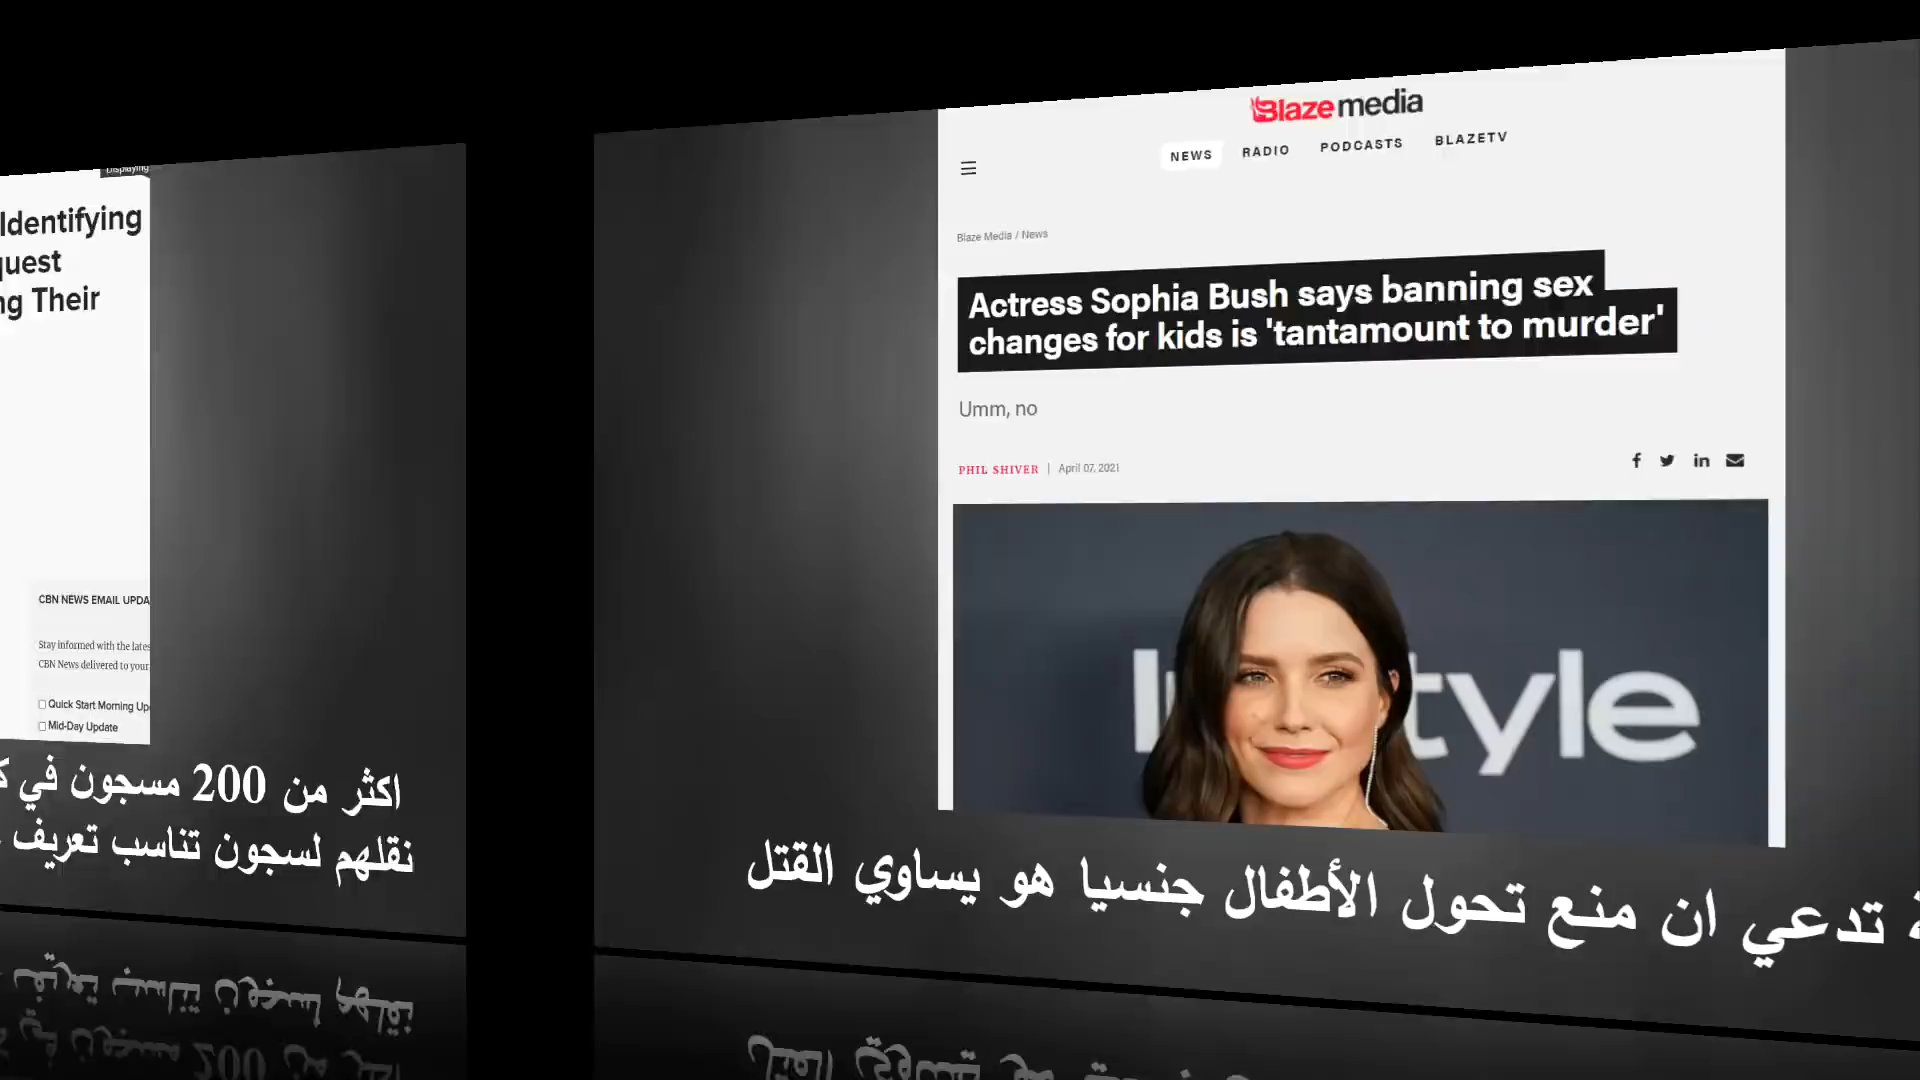 Displaying
Identifying
quest
ng Their
CBN NEWS EMAIL UPDA
Stay informed with the lates
CBN News delivered to your
Quick Start Morning Up
Mid-Day Update
اكثر من 200 مسجون في
نقلهم لسجون تناسب تعريف
Blaze media
NEWS RADIO PODCASTS BLAZETV
Blaze Media / News
Actress Sophia Bush says banning sex
changes for kids is 'tantamount to murder'
Umm, no
PHIL SHIVER | April 07, 2021
InStyle
تدعي ان منع تحول الأطفال جنسيا هو يساوي القتل